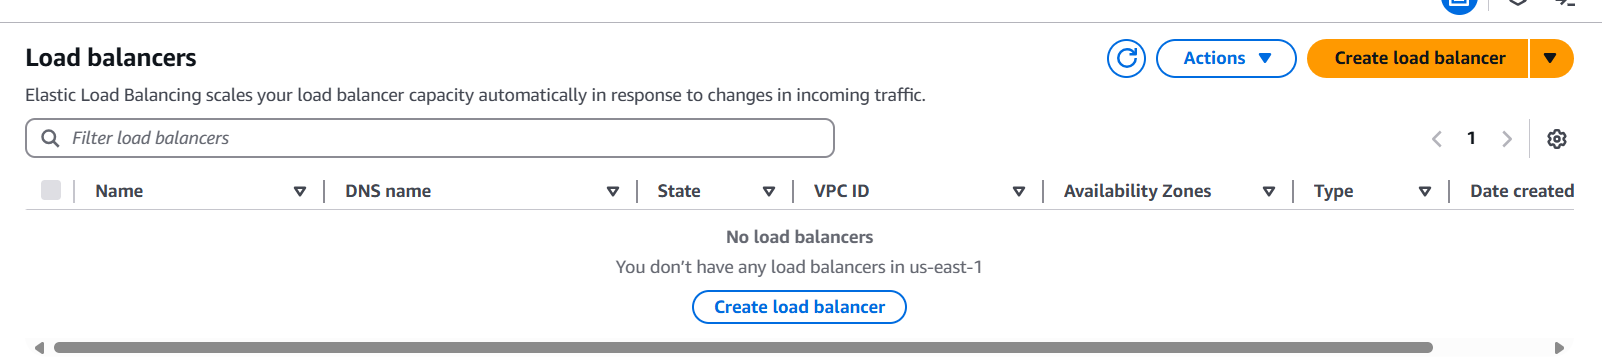 Load balancers
Actions
Create load balancer
Elastic Load Balancing scales your load balancer capacity automatically in response to changes in incoming traffic.
Filter load balancers
1
Name DNS name State VPC ID Availability Zones Type Date created
No load balancers
You don’t have any load balancers in us-east-1
Create load balancer